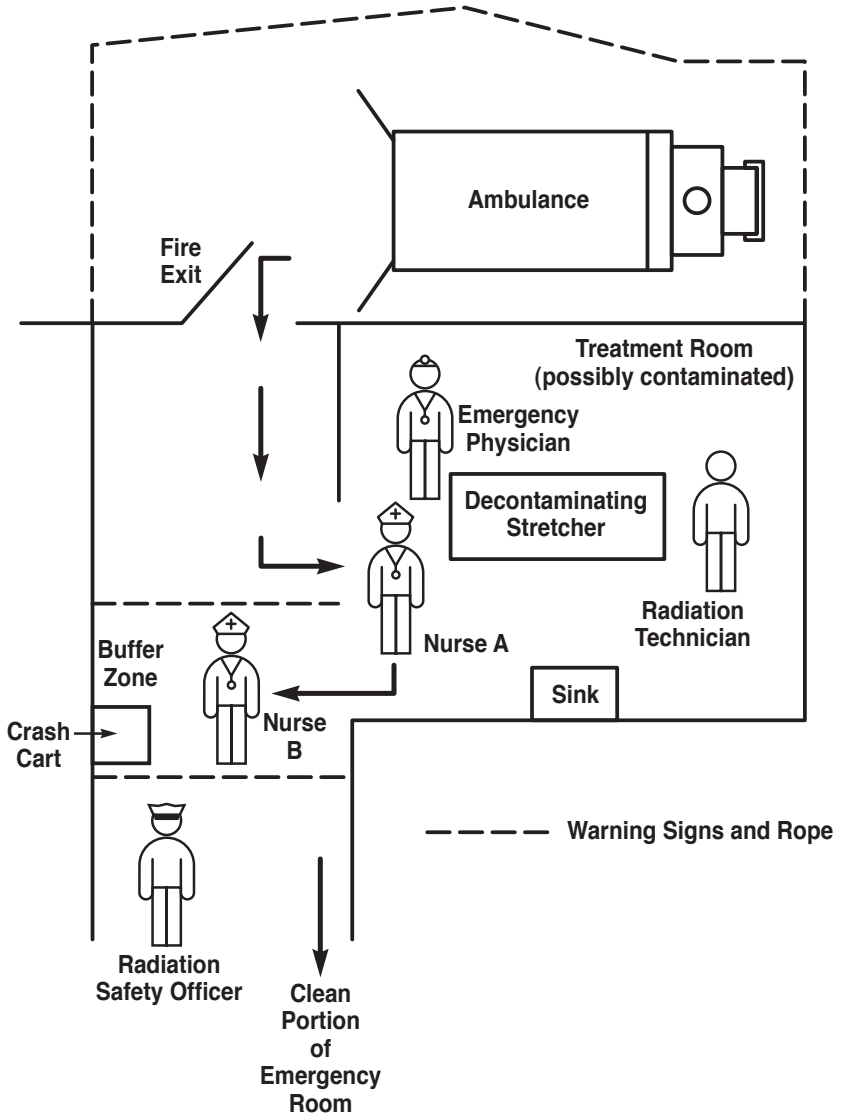 Ambulance
Fire
Exit
Treatment Room
(possibly contaminated)
Emergency
Physician
Decontaminating
Stretcher
Radiation
Technician
Nurse A
Buffer
Zone
Sink
Nurse
B
Crash
Cart
Warning Signs and Rope
Radiation
Safety Officer
Clean
Portion
of
Emergency
Room